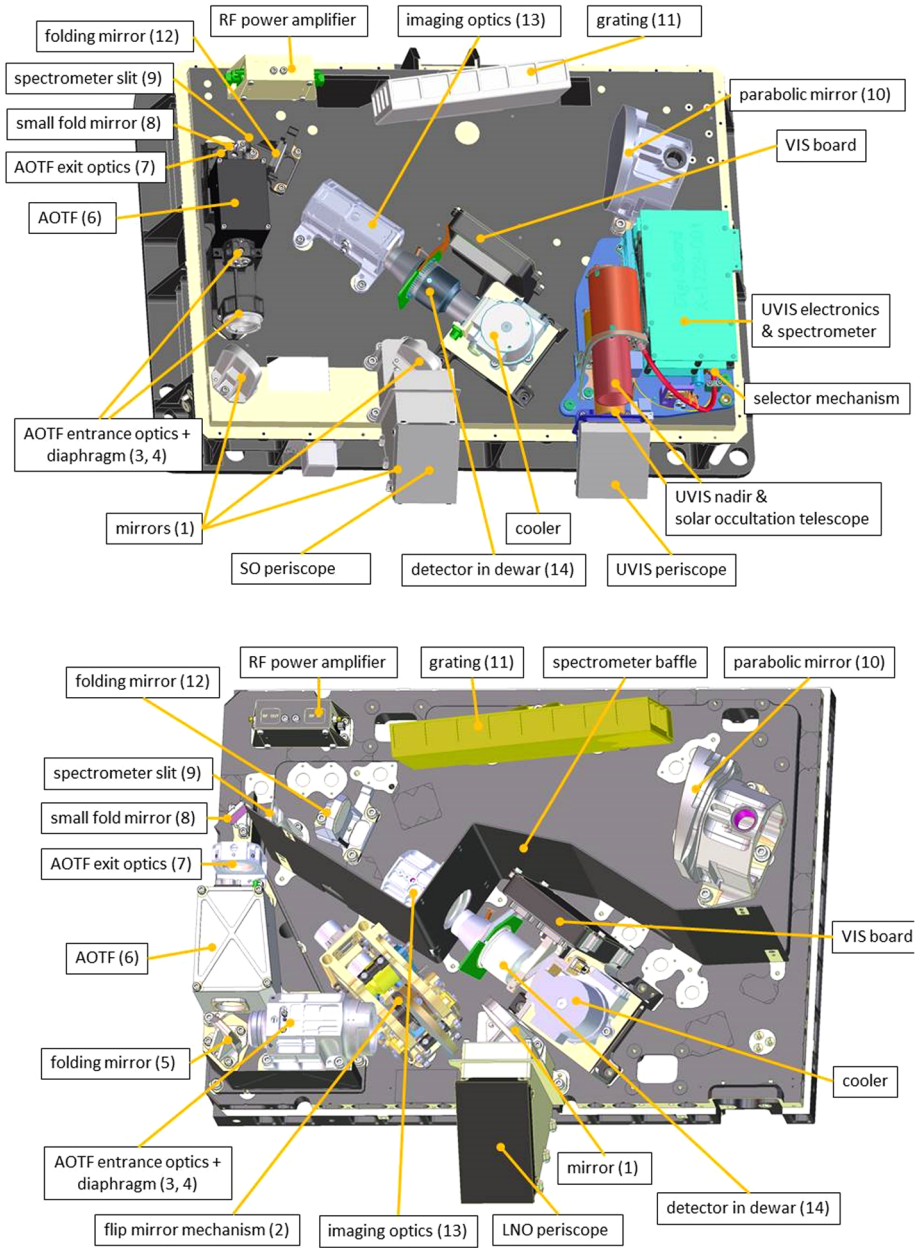 RF power amplifier
imaging optics (13)
grating (11)
folding mirror (12)
spectrometer slit (9)
parabolic mirror (10)
small fold mirror (8)
VIS board
AOTF exit optics (7)
AOTF (6)
UVIS electronics
& spectrometer
selector mechanism
AOTF entrance optics +
diaphragm (3, 4)
UVIS nadir &
solar occultation telescope
mirrors (1)
cooler
SO periscope
detector in dewar (14)
UVIS periscope
RF power amplifier
grating (11)
spectrometer baffle
parabolic mirror (10)
folding mirror (12)
spectrometer slit (9)
small fold mirror (8)
AOTF exit optics (7)
VIS board
AOTF (6)
folding mirror (5)
cooler
AOTF entrance optics +
diaphragm (3, 4)
mirror (1)
detector in dewar (14)
flip mirror mechanism (2)
imaging optics (13)
LNO periscope